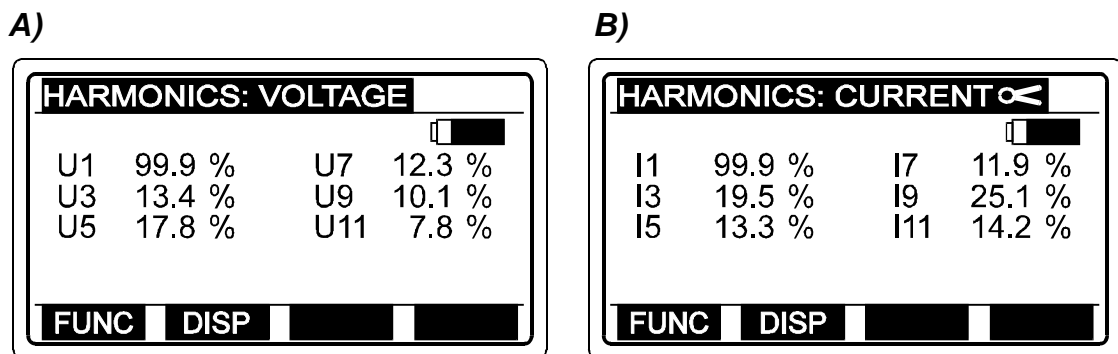 A)
HARMONICS: VOLTAGE
U1 99.9 % U7 12.3 %
U3 13.4 % U9 10.1 %
U5 17.8 % U11 7.8 %
FUNC DISP
B)
HARMONICS: CURRENT
I1 99.9 % I7 11.9 %
I3 19.5 % I9 25.1 %
I5 13.3 % I11 14.2 %
FUNC DISP